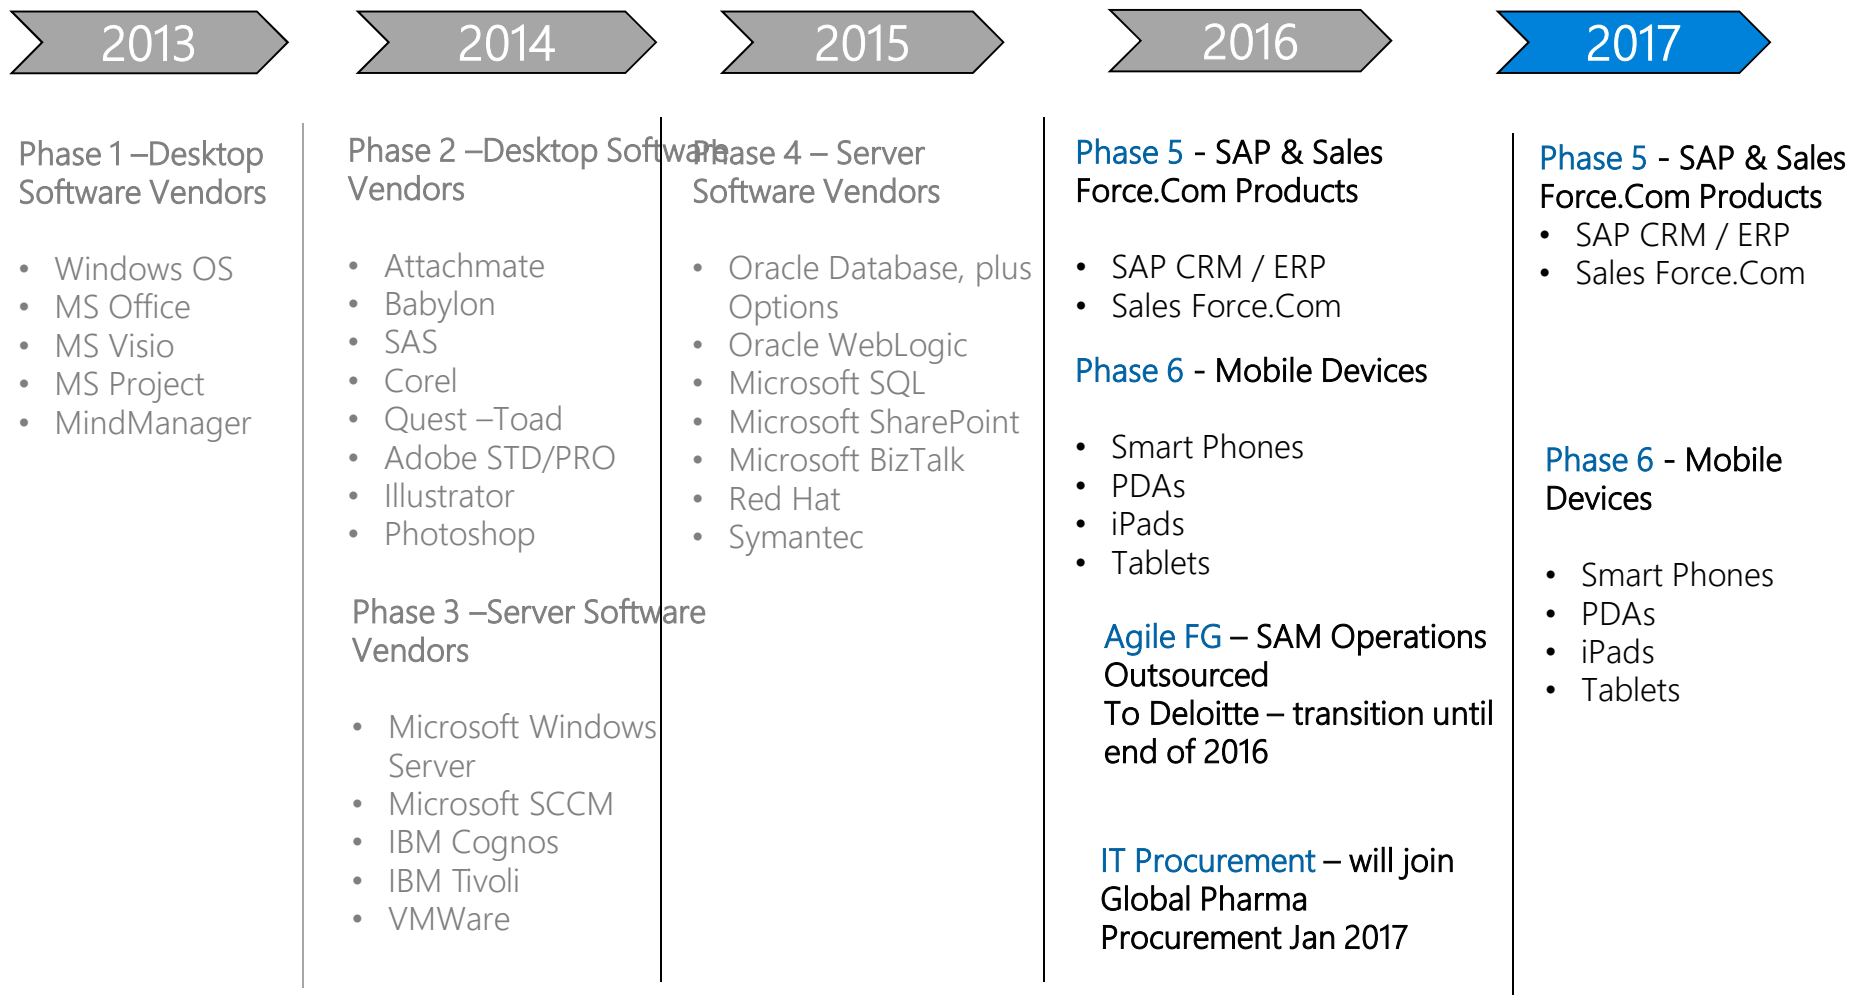 2013
2014
2015
2016
2017
Phase 1 –Desktop
Software Vendors
• Windows OS
• MS Office
• MS Visio
• MS Project
• MindManager
Phase 2 –Desktop Software
Vendors
• Attachmate
• Babylon
• SAS
• Corel
• Quest –Toad
• Adobe STD/PRO
• Illustrator
• Photoshop
Phase 3 –Server Software
Vendors
• Microsoft Windows
Server
• Microsoft SCCM
• IBM Cognos
• IBM Tivoli
• VMWare
Phase 4 – Server
Software Vendors
• Oracle Database, plus
Options
• Oracle WebLogic
• Microsoft SQL
• Microsoft SharePoint
• Microsoft BizTalk
• Red Hat
• Symantec
Phase 5 - SAP & Sales
Force.Com Products
• SAP CRM / ERP
• Sales Force.Com
Phase 6 - Mobile Devices
• Smart Phones
• PDAs
• iPads
• Tablets
Agile FG – SAM Operations
Outsourced
To Deloitte – transition until
end of 2016
IT Procurement – will join
Global Pharma
Procurement Jan 2017
Phase 5 - SAP & Sales
Force.Com Products
• SAP CRM / ERP
• Sales Force.Com
Phase 6 - Mobile
Devices
• Smart Phones
• PDAs
• iPads
• Tablets